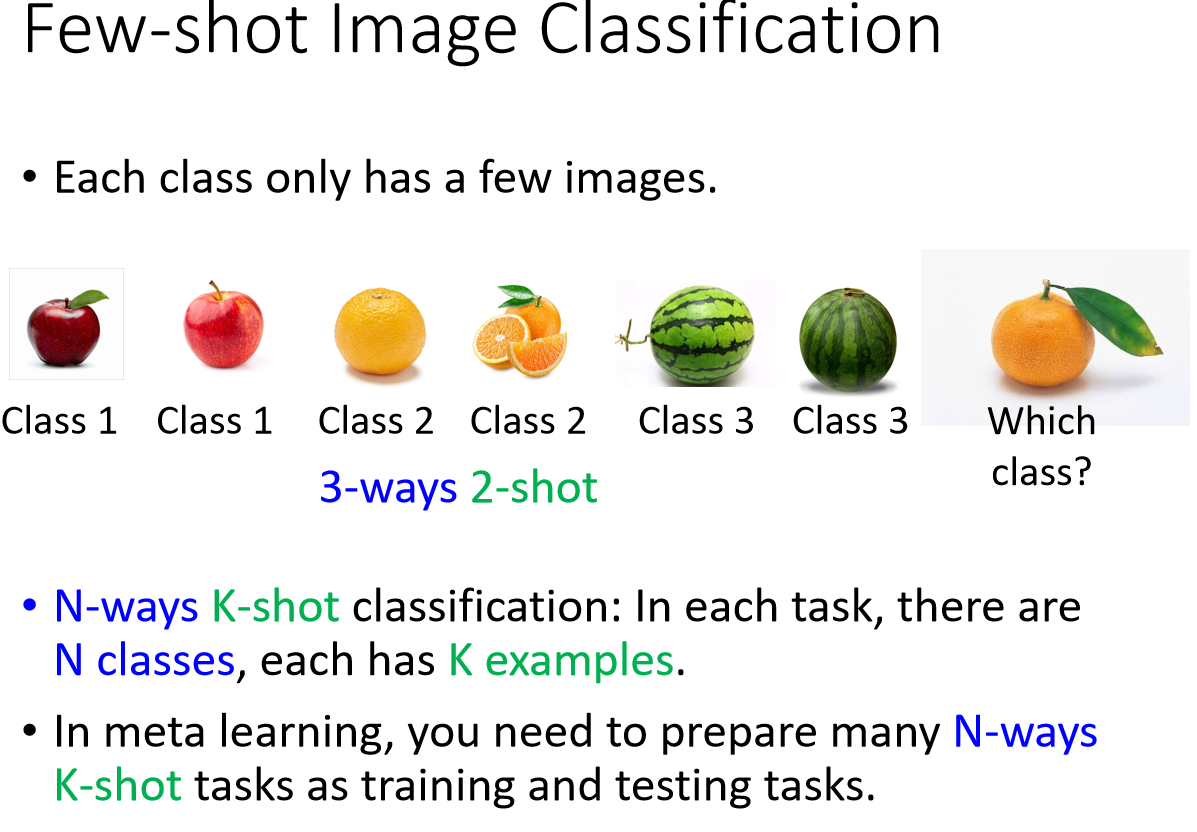 Few-shot Image Classification
• Each class only has a few images.
Class 1 Class 1 Class 2 Class 2 Class 3 Class 3 Which
class?
3-ways 2-shot
• N-ways K-shot classification: In each task, there are
N classes, each has K examples.
• In meta learning, you need to prepare many N-ways
K-shot tasks as training and testing tasks.